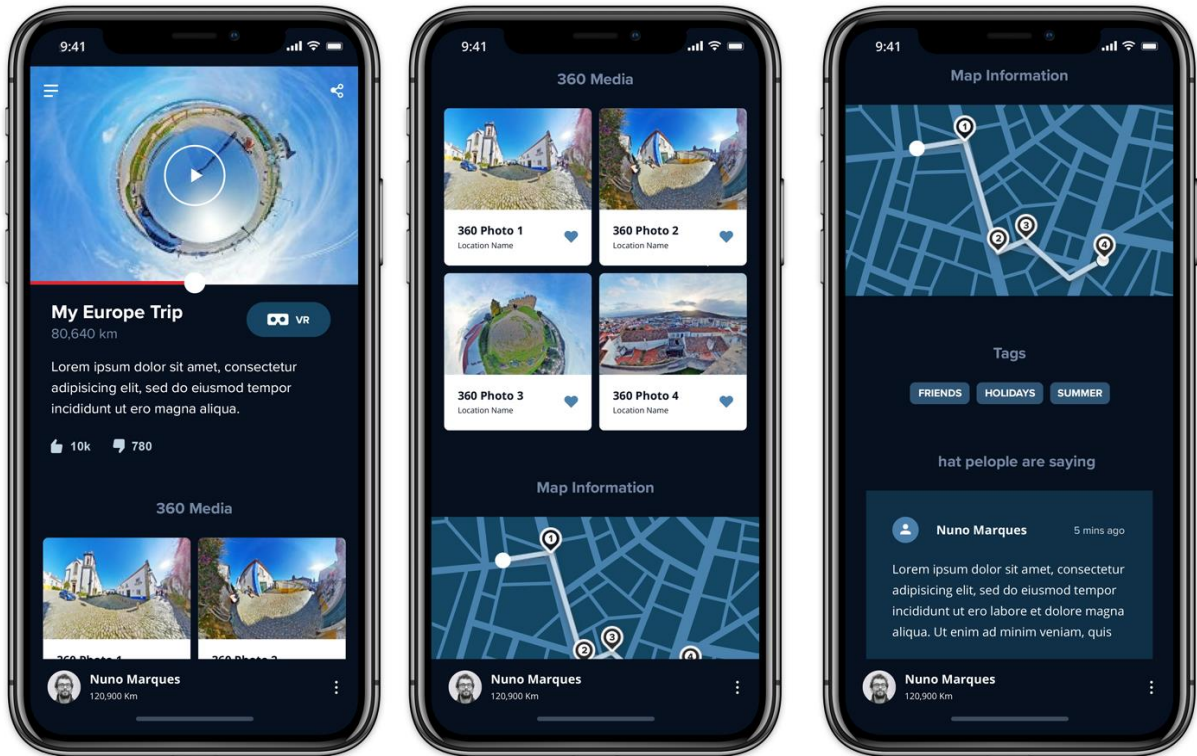 9:41
My Europe Trip
80,640 km
VR
Lorem ipsum dolor sit amet, consectetur
adipisicing elit, sed do eiusmod tempor
incididunt ut ero magna aliqua.
10k
780
360 Media
360 Photo 1
360 Photo 2
Nuno Marques
120,900 Km
9:41
360 Media
360 Photo 1
Location Name
360 Photo 2
Location Name
360 Photo 3
Location Name
360 Photo 4
Location Name
Map Information
1
2
3
4
Nuno Marques
120,900 Km
9:41
Map Information
1
2
3
4
Tags
FRIENDS
HOLIDAYS
SUMMER
hat pelople are saying
Nuno Marques
5 mins ago
Lorem ipsum dolor sit amet, consectetur
adipisicing elit, sed do eiusmod tempor
incididunt ut ero labore et dolore magna
aliqua. Ut enim ad minim veniam, quis
Nuno Marques
120,900 Km